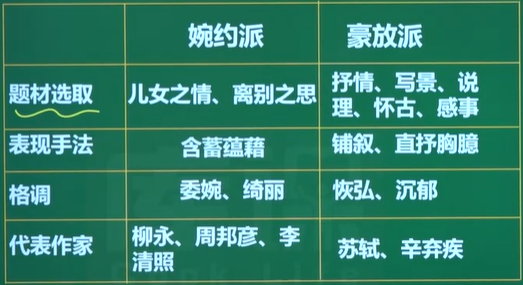 婉约派 豪放派
题材选取 儿女之情、离别之思 抒情、写景、说
理、怀古、感事
表现手法 含蓄蕴藉 铺叙、直抒胸臆
格调 委婉、绮丽 恢弘、沉郁
代表作家 柳永、周邦彦、李
清照 苏轼、辛弃疾